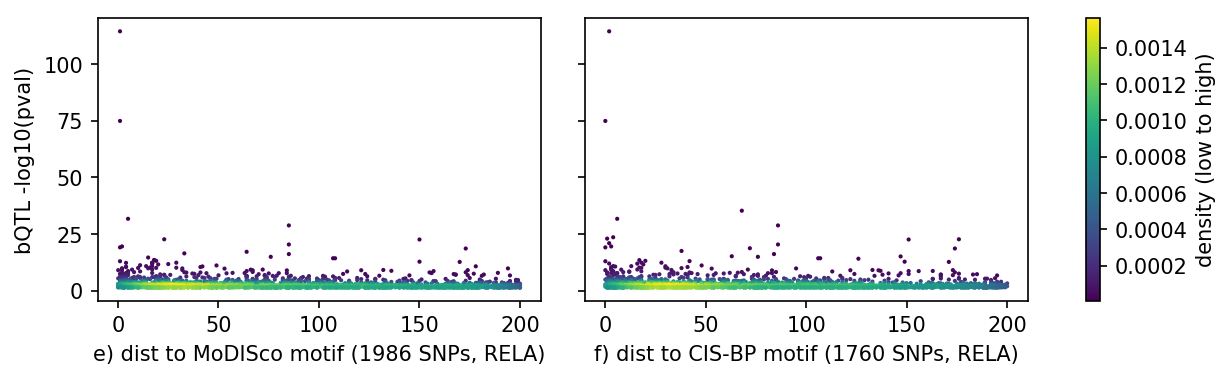 bQTL -log10(pval)
100
75
50
25
0
0 50 100 150 200
e) dist to MoDISco motif (1986 SNPs, RELA)
0 50 100 150 200
f) dist to CIS-BP motif (1760 SNPs, RELA)
0.0014
0.0012
0.0010
0.0008
0.0006
0.0004
0.0002
density (low to high)